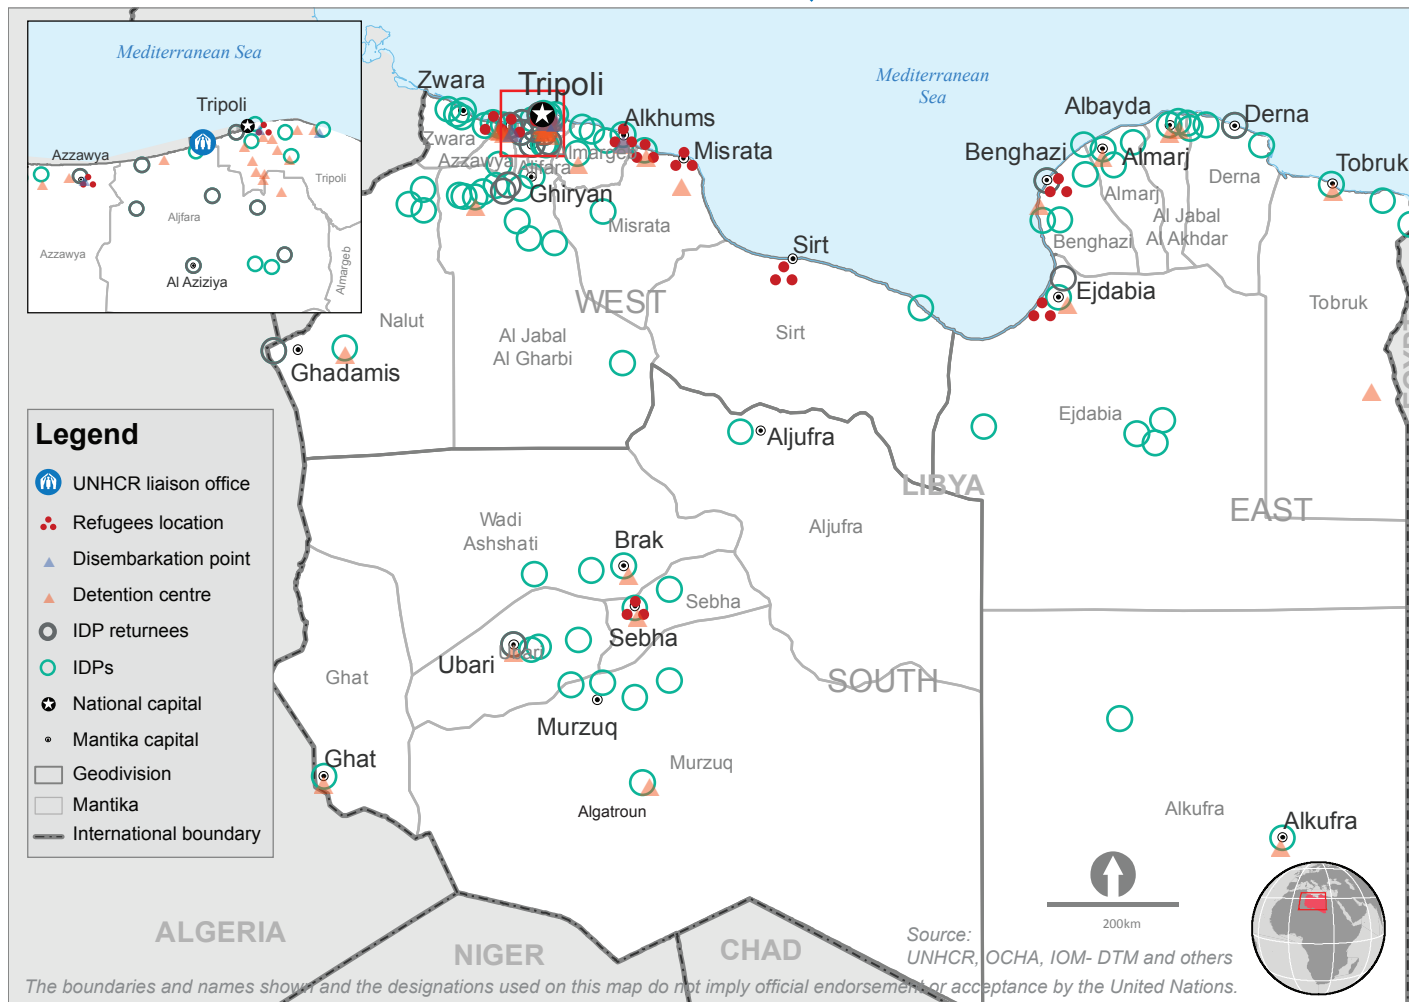 Mediterranean Sea
Tripoli
Azzawya
Tripoli
Aljfara
Azzawya
Al Aziziya
Almargeb
Mediterranean
Sea
Zwara
Tripoli
Alkhums
Misrata
Zwara
Azzawya
Aljfara
Almargeb
Ghiryan
Misrata
Albayda
Derna
Benghazi
Almarj
Tobruk
Derna
Almarj
Al Jabal
Al Akhdar
Benghazi
Sirt
Ejdabia
WEST
Nalut
Al Jabal
Al Gharbi
Sirt
Tobruk
EGYPT
Ghadamis
Ejdabia
Aljufra
LIBYA
EAST
Wadi
Ashshati
Aljufra
Brak
Sebha
Sebha
Ubari
Ubari
SOUTH
Ghat
Murzuq
Ghat
Murzuq
Algatroun
Alkufra
Alkufra
Legend
UNHCR liaison office
Refugees location
Disembarkation point
Detention centre
IDP returnees
IDPs
National capital
Mantika capital
Geodivision
Mantika
International boundary
ALGERIA
NIGER
CHAD
200km
Source:
UNHCR, OCHA, IOM- DTM and others
The boundaries and names shown and the designations used on this map do not imply official endorsement or acceptance by the United Nations.